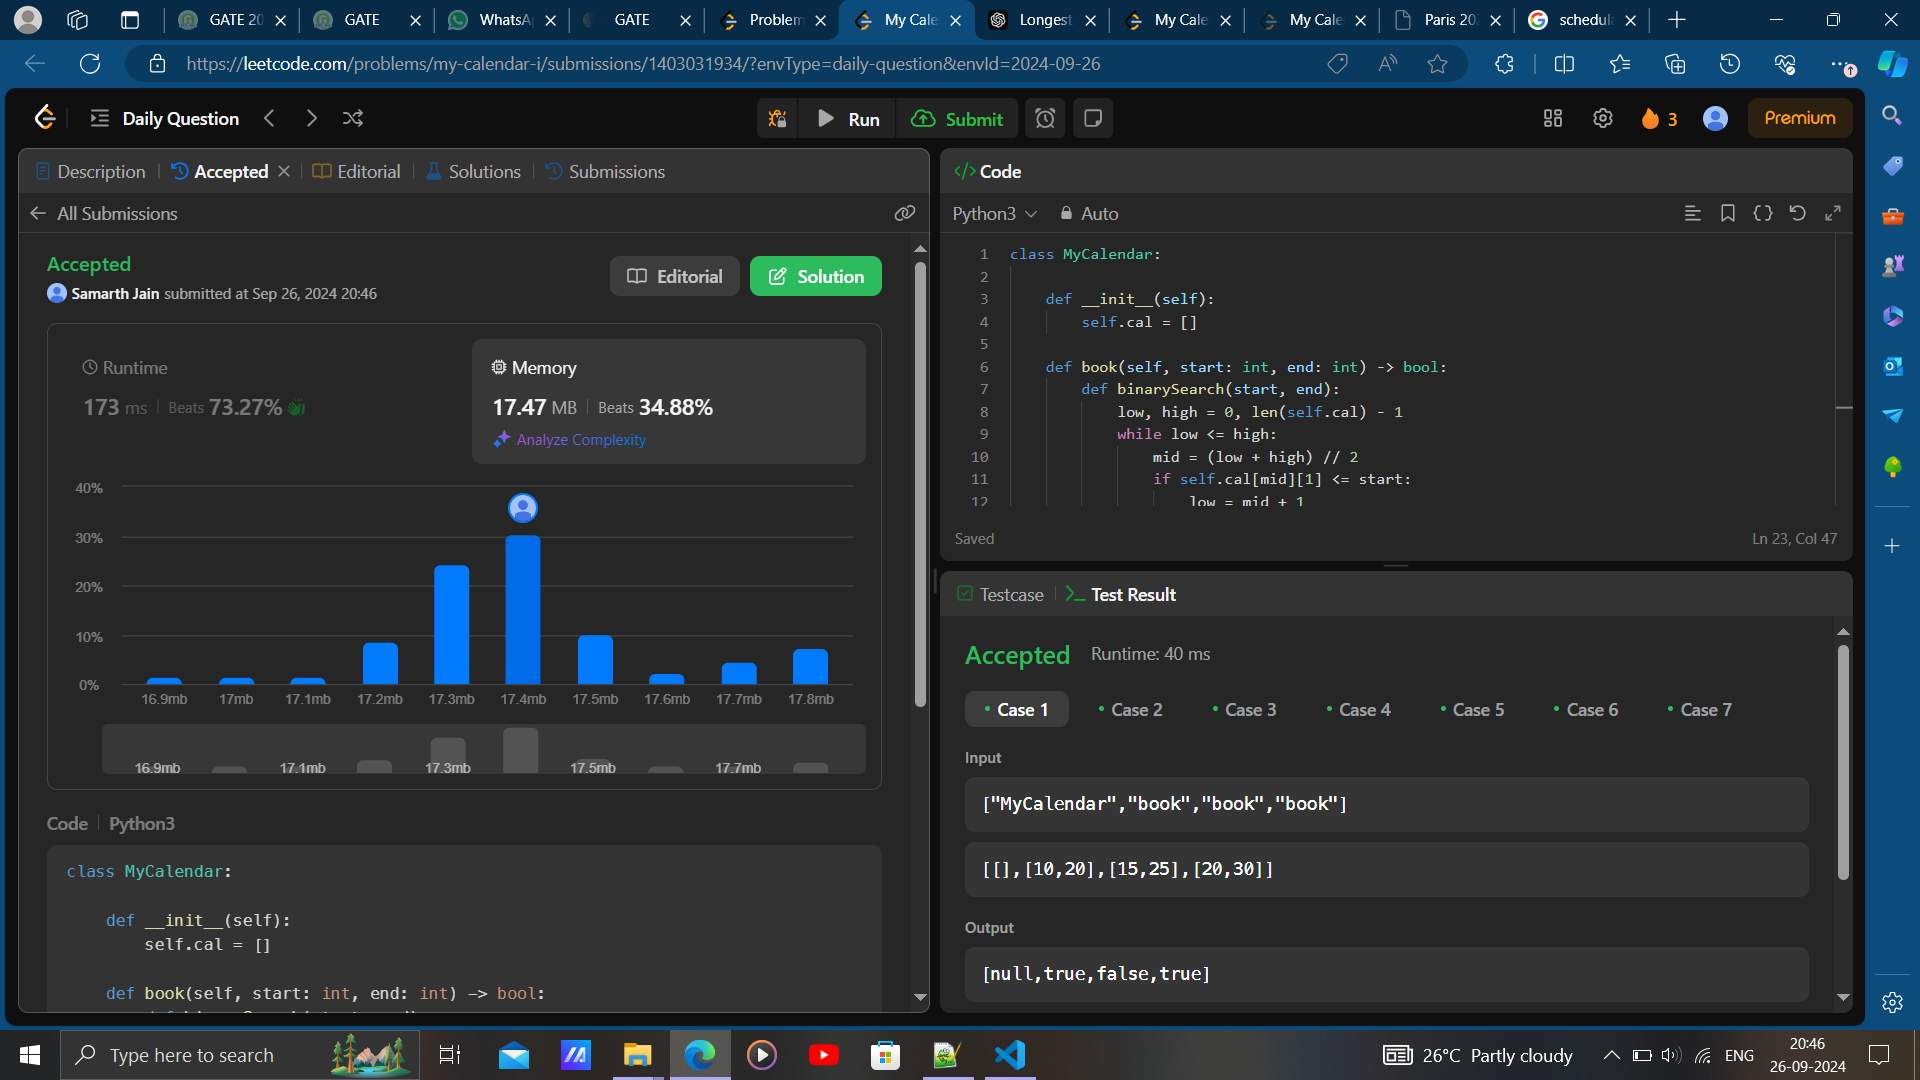 GATE 20
GATE
WhatsA
GATE
Problem
My Cale
Longest
My Cale
My Cale
Paris 20
schedul
https://leetcode.com/problems/my-calendar-i/submissions/1403031934/?envType=daily-question&envId=2024-09-26
Daily Question
Run
Submit
3
Premium
Description
Accepted
Editorial
Solutions
Submissions
All Submissions
Accepted
Samarth Jain submitted at Sep 26, 2024 20:46
Editorial
Solution
Runtime
173 ms
Beats 73.27%
Memory
17.47 MB
Beats 34.88%
Analyze Complexity
40%
30%
20%
10%
0%
16.9mb 17mb 17.1mb 17.2mb 17.3mb 17.4mb 17.5mb 17.6mb 17.7mb 17.8mb
16.9mb 17.1mb 17.3mb 17.5mb 17.7mb
Code
Python3
class MyCalendar:
def __init__(self):
self.cal = []
def book(self, start: int, end: int) -> bool:
</> Code
Python3
Auto
1 class MyCalendar:
2
3 def __init__(self):
4 self.cal = []
5
6 def book(self, start: int, end: int) -> bool:
7 def binarySearch(start, end):
8 low, high = 0, len(self.cal) - 1
9 while low <= high:
10 mid = (low + high) // 2
11 if self.cal[mid][1] <= start:
12 low = mid + 1
Saved
Ln 23, Col 47
Testcase
Test Result
Accepted
Runtime: 40 ms
Case 1
Case 2
Case 3
Case 4
Case 5
Case 6
Case 7
Input
["MyCalendar","book","book","book"]
[[],[10,20],[15,25],[20,30]]
Output
[null,true,false,true]
Type here to search
26°C Partly cloudy
ENG
20:46
26-09-2024